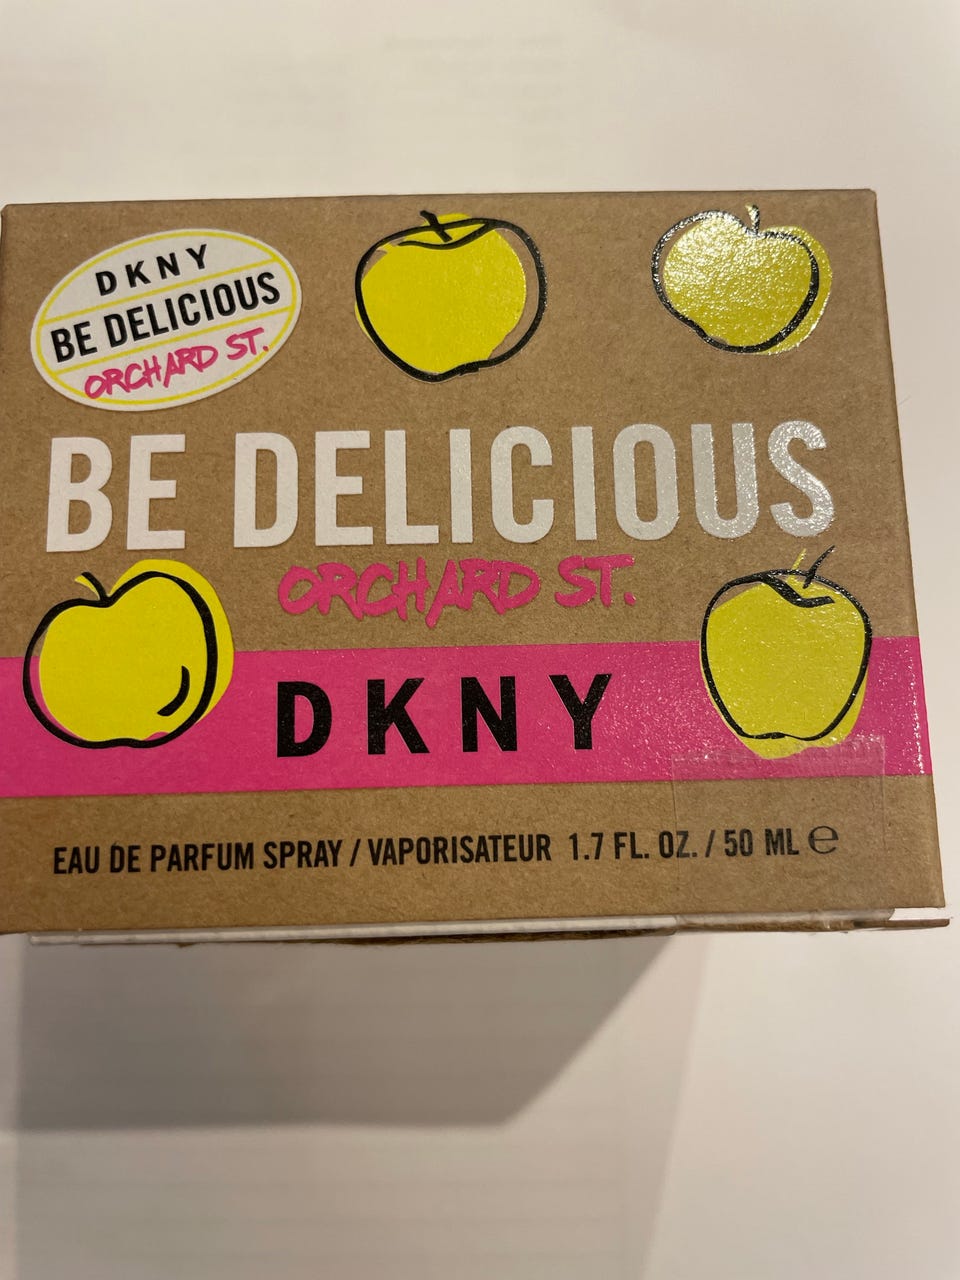 DKNY
BE DELICIOUS
ORCHARD ST.
BE DELICIOUS
ORCHARD ST.
DKNY
EAU DE PARFUM SPRAY / VAPORISATEUR 1.7 FL. OZ. / 50 ML ℮